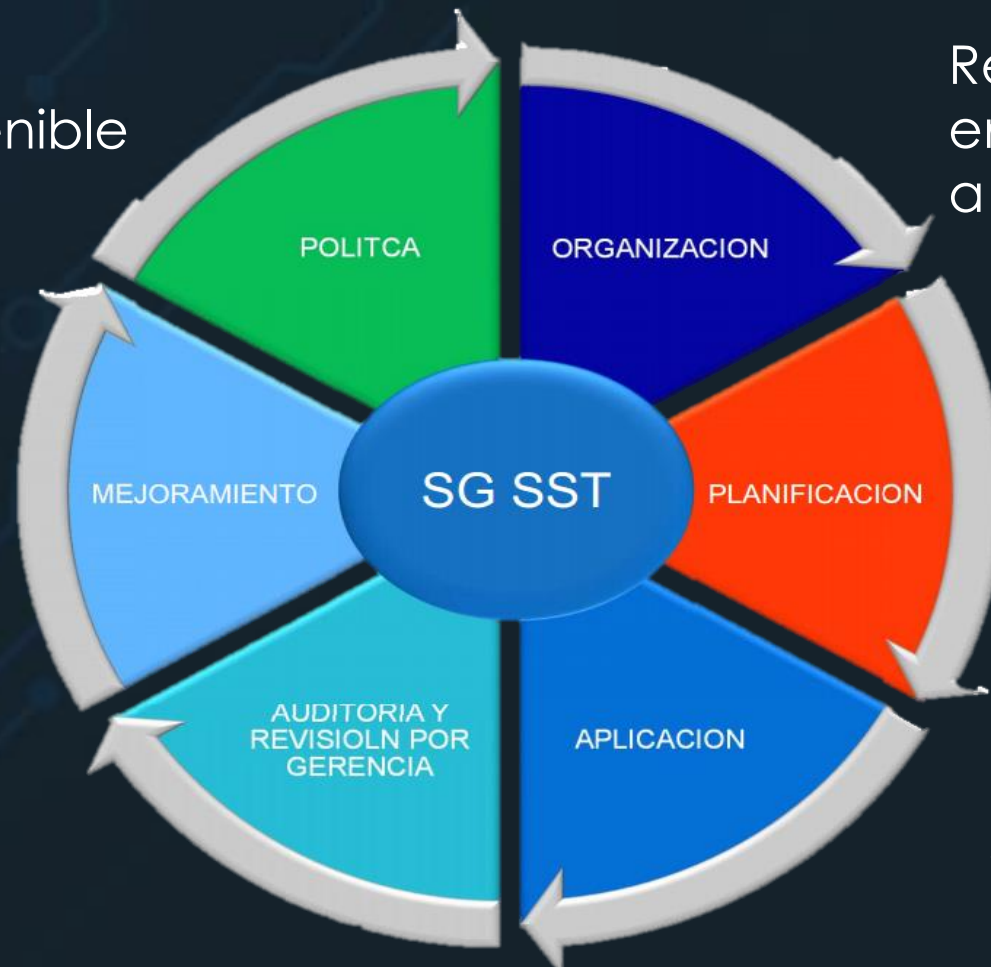 enible
Re
er
a
POLITCA
ORGANIZACION
MEJORAMIENTO
SG SST
PLANIFICACION
AUDITORIA Y
REVISIOLN POR
GERENCIA
APLICACION